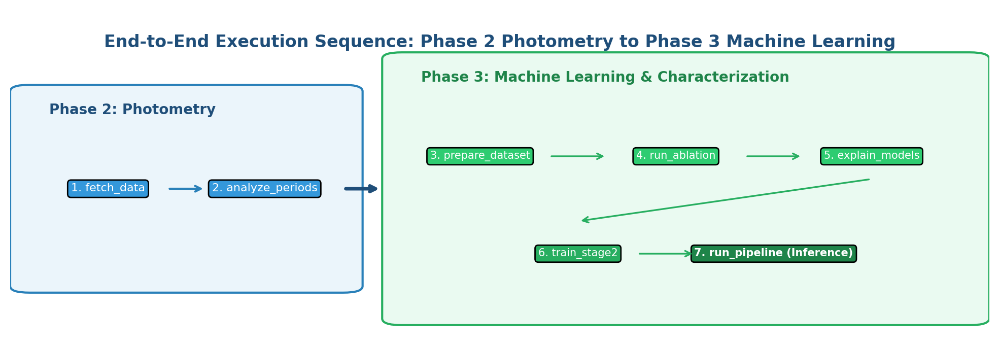 End-to-End Execution Sequence: Phase 2 Photometry to Phase 3 Machine Learning
Phase 2: Photometry
1. fetch_data
2. analyze_periods
Phase 3: Machine Learning & Characterization
3. prepare_dataset
4. run_ablation
5. explain_models
6. train_stage2
7. run_pipeline (Inference)